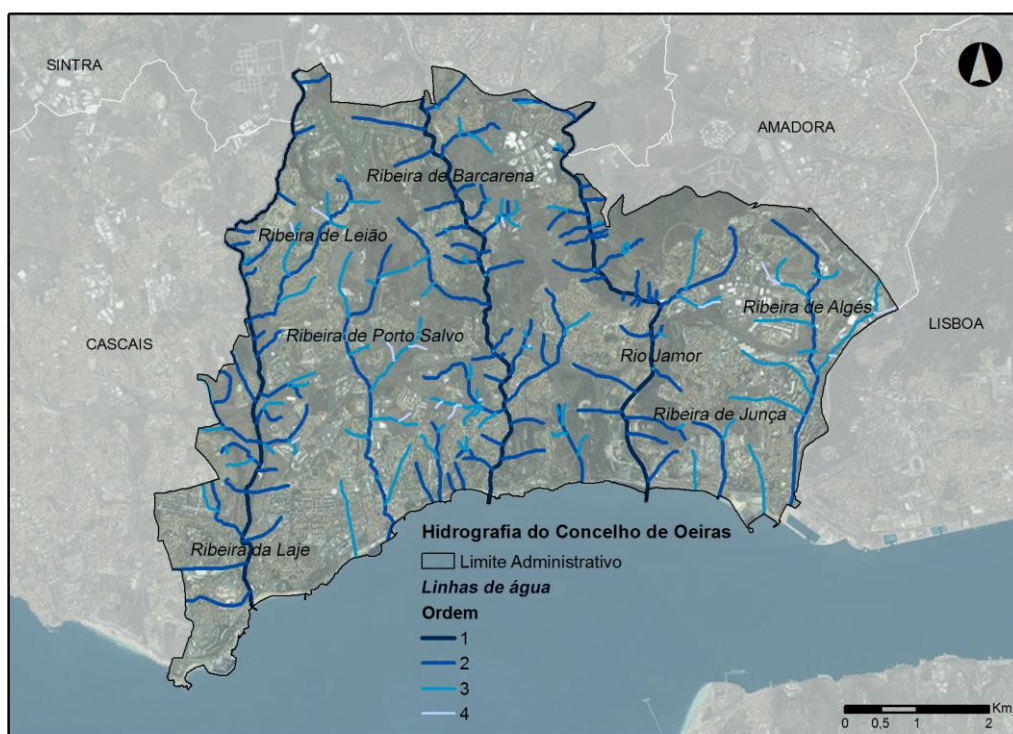 SINTRA
AMADORA
Ribeira de Barcarena
Ribeira de Leião
Ribeira de Algés
CASCAIS
Ribeira de Porto Salvo
LISBOA
Rio Jamor
Ribeira de Junça
Ribeira da Laje
Hidrografia do Concelho de Oeiras
Limite Administrativo
Linhas de água
Ordem
1
2
3
4
Km
0 0,5 1 2